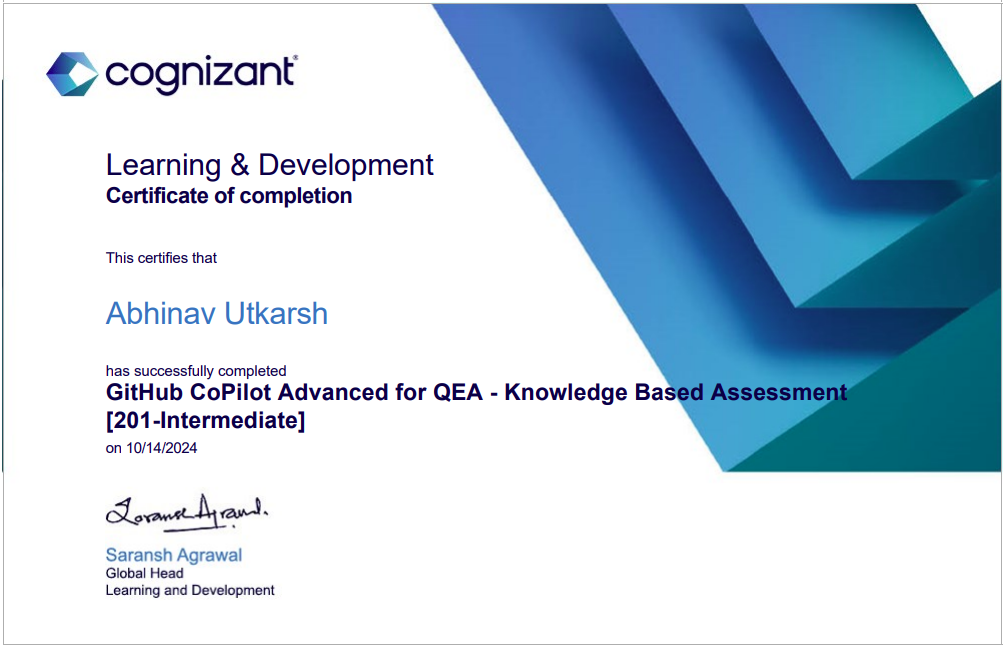 cognizant®
Learning & Development
Certificate of completion
This certifies that
Abhinav Utkarsh
has successfully completed
GitHub CoPilot Advanced for QEA - Knowledge Based Assessment
[201-Intermediate]
on 10/14/2024
Saransh Agrawal
Global Head
Learning and Development